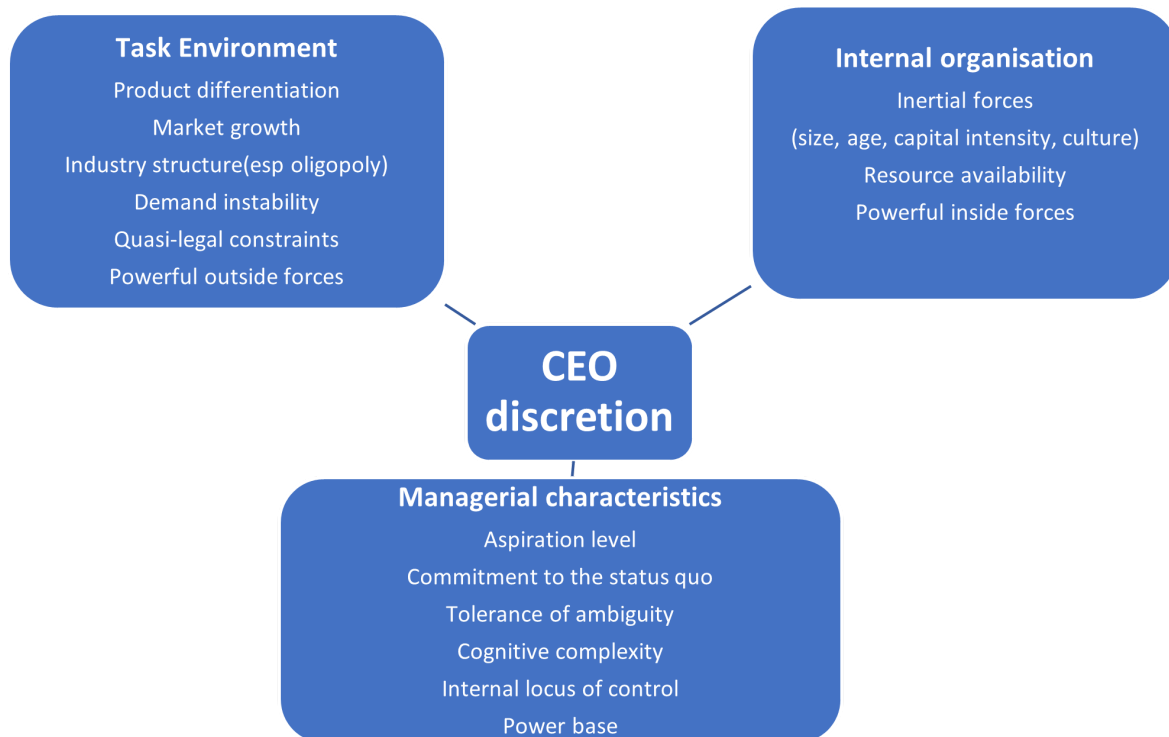 Task Environment
Product differentiation
Market growth
Industry structure(esp oligopoly)
Demand instability
Quasi-legal constraints
Powerful outside forces
Internal organisation
Inertial forces
(size, age, capital intensity, culture)
Resource availability
Powerful inside forces
CEO
discretion
Managerial characteristics
Aspiration level
Commitment to the status quo
Tolerance of ambiguity
Cognitive complexity
Internal locus of control
Power base